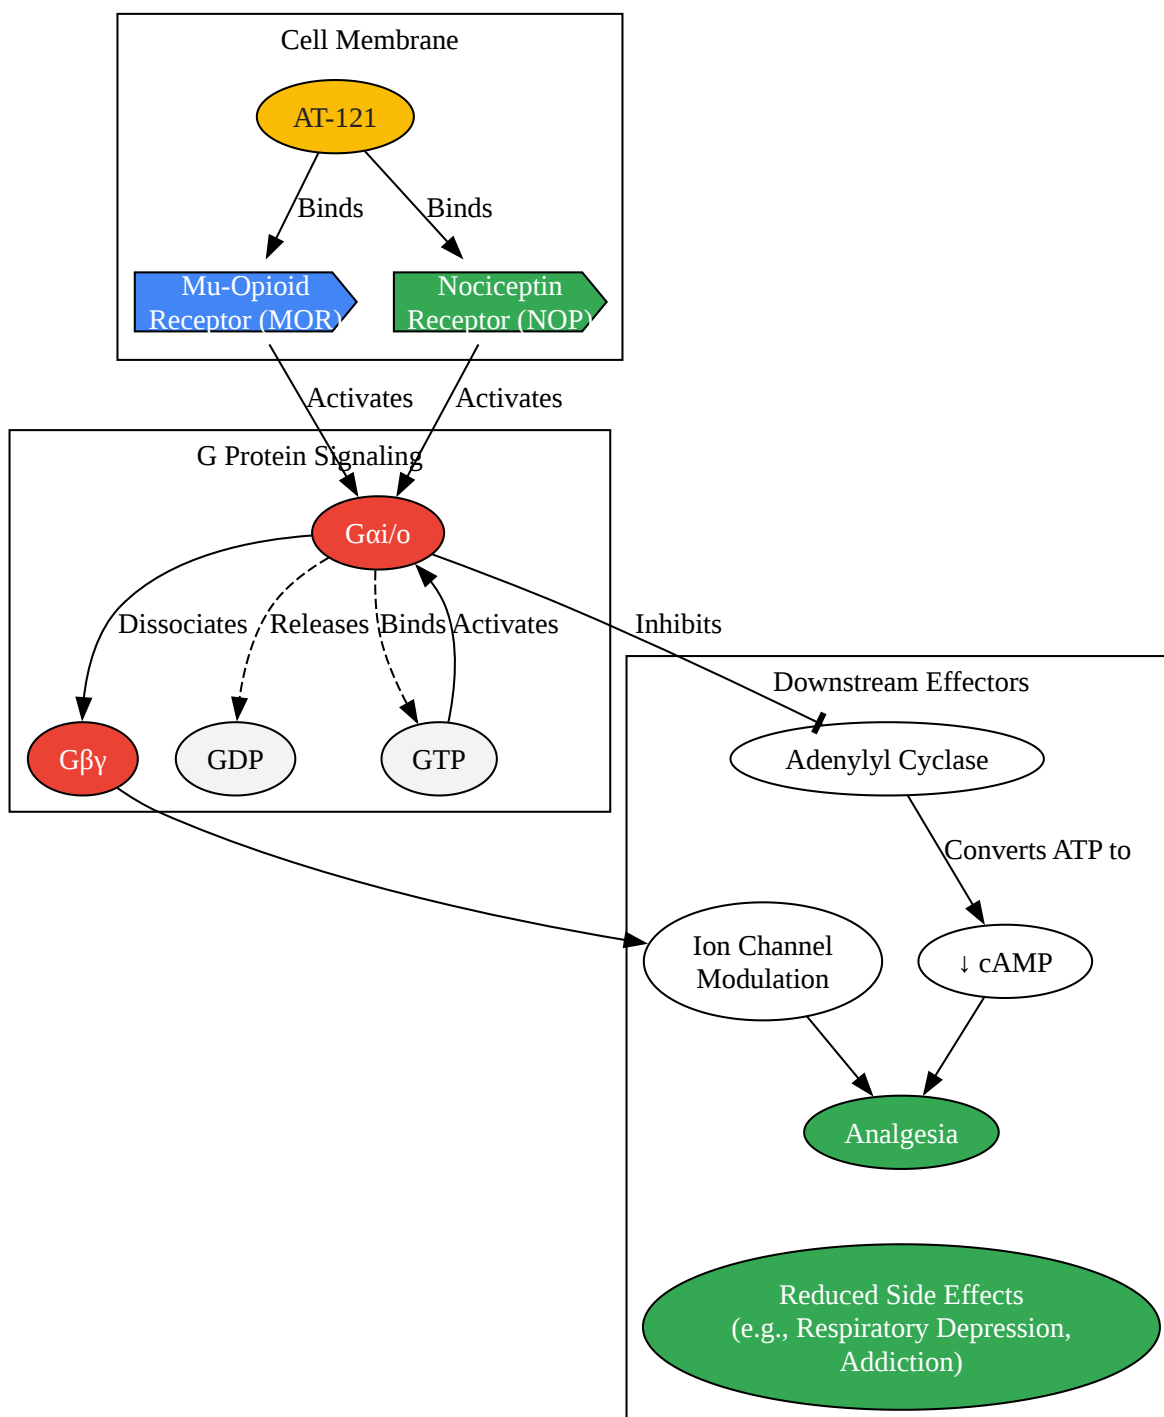 Cell Membrane
AT-121
Binds
Binds
Mu-Opioid
Receptor (MOR)
Nociceptin
Receptor (NOP)
Activates
Activates
G Protein Signaling
Gαi/o
Dissociates
Releases
Binds
Activates
Inhibits
Gβγ
GDP
GTP
Downstream Effectors
Adenylyl Cyclase
Converts ATP to
Ion Channel
Modulation
↓ cAMP
Analgesia
Reduced Side Effects
(e.g., Respiratory Depression,
Addiction)